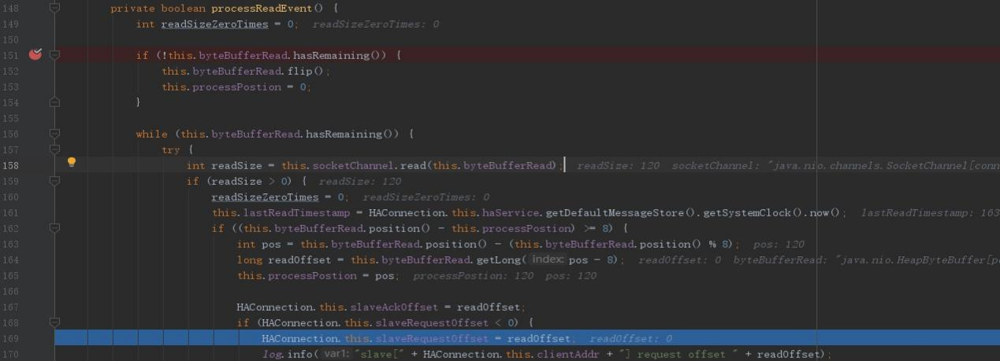 148 private boolean processReadEvent() {
149 int readSizeZeroTimes = 0; readSizeZeroTimes: 0
150
151 if (!this.byteBufferRead.hasRemaining()) {
152 this.byteBufferRead.flip();
153 this.processPostion = 0;
154 }
155
156 while (this.byteBufferRead.hasRemaining()) {
157 try {
158 int readSize = this.socketChannel.read(this.byteBufferRead); readSize: 120 socketChannel: "java.nio.channels.SocketChannel[conn
159 if (readSize > 0) { readSize: 120
160 readSizeZeroTimes = 0; readSizeZeroTimes: 0
161 this.lastReadTimestamp = HAConnection.this.haService.getDefaultMessageStore().getSystemClock().now(); lastReadTimestamp: 163
162 if ((this.byteBufferRead.position() - this.processPostion) >= 8) {
163 int pos = this.byteBufferRead.position() - (this.byteBufferRead.position() % 8); pos: 120
164 long readOffset = this.byteBufferRead.getLong( index: pos - 8); readOffset: 0 byteBufferRead: "java.nio.HeapByteBuffer[p
165 this.processPostion = pos; processPostion: 120 pos: 120
166
167 HAConnection.this.slaveAckOffset = readOffset;
168 if (HAConnection.this.slaveRequestOffset < 0) {
169 HAConnection.this.slaveRequestOffset = readOffset; readOffset: 0
170 log.info( var1: "slave[" + HAConnection.this.clientAddr + "] request offset " + readOffset);